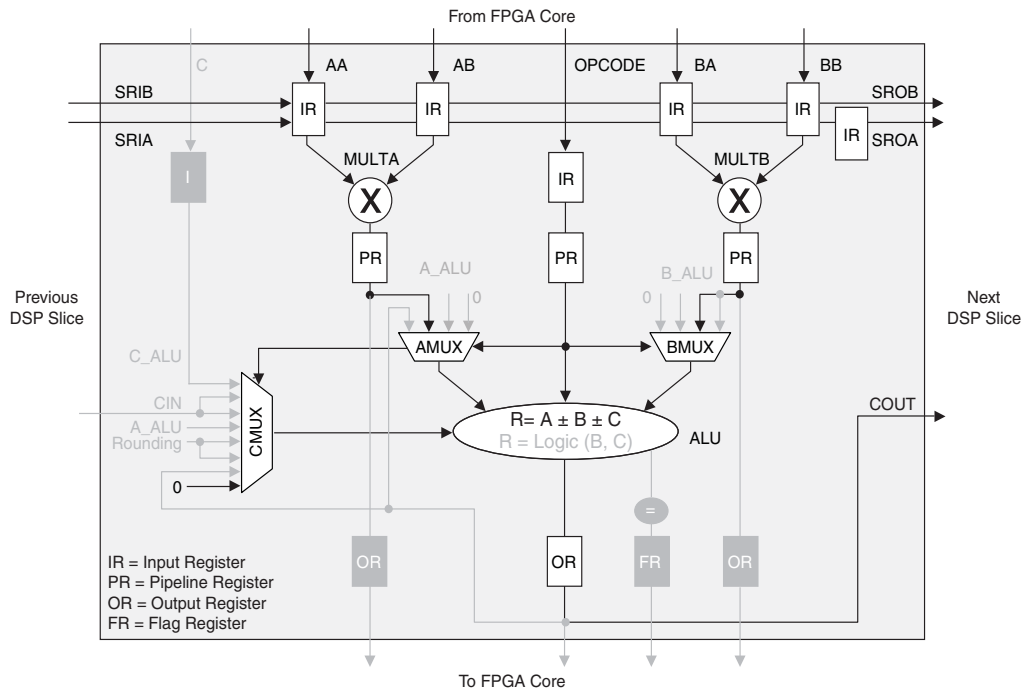 From FPGA Core
C
AA
AB
OPCODE
BA
BB
SRIB
SROB
IR
IR
IR
IR
IR
SRIA
SROA
MULTA
MULTB
I
IR
X
X
PR
PR
PR
A_ALU
B_ALU
0
0
Previous
DSP Slice
Next
DSP Slice
AMUX
BMUX
C_ALU
CIN
A_ALU
Rounding
0
CMUX
R= A ± B ± C
R = Logic (B, C)
ALU
COUT
=
OR
OR
FR
OR
IR = Input Register
PR = Pipeline Register
OR = Output Register
FR = Flag Register
To FPGA Core